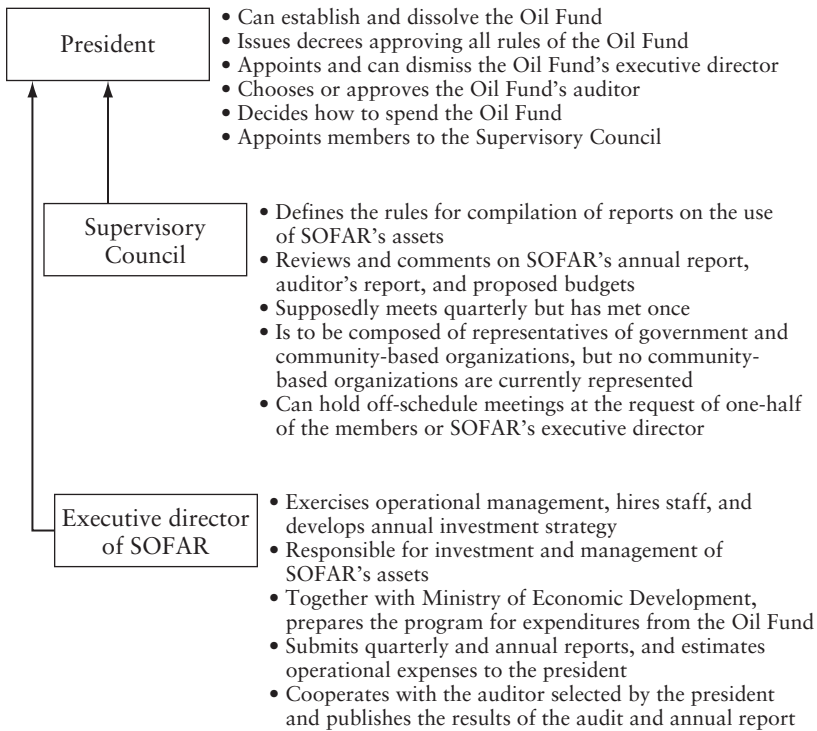 President
• Can establish and dissolve the Oil Fund
• Issues decrees approving all rules of the Oil Fund
• Appoints and can dismiss the Oil Fund’s executive director
• Chooses or approves the Oil Fund’s auditor
• Decides how to spend the Oil Fund
• Appoints members to the Supervisory Council
Supervisory
Council
• Defines the rules for compilation of reports on the use
of SOFAR’s assets
• Reviews and comments on SOFAR’s annual report,
auditor’s report, and proposed budgets
• Supposedly meets quarterly but has met once
• Is to be composed of representatives of government and
community-based organizations, but no community-
based organizations are currently represented
• Can hold off-schedule meetings at the request of one-half
of the members or SOFAR’s executive director
Executive director
of SOFAR
• Exercises operational management, hires staff, and
develops annual investment strategy
• Responsible for investment and management of
SOFAR’s assets
• Together with Ministry of Economic Development,
prepares the program for expenditures from the Oil Fund
• Submits quarterly and annual reports, and estimates
operational expenses to the president
• Cooperates with the auditor selected by the president
and publishes the results of the audit and annual report